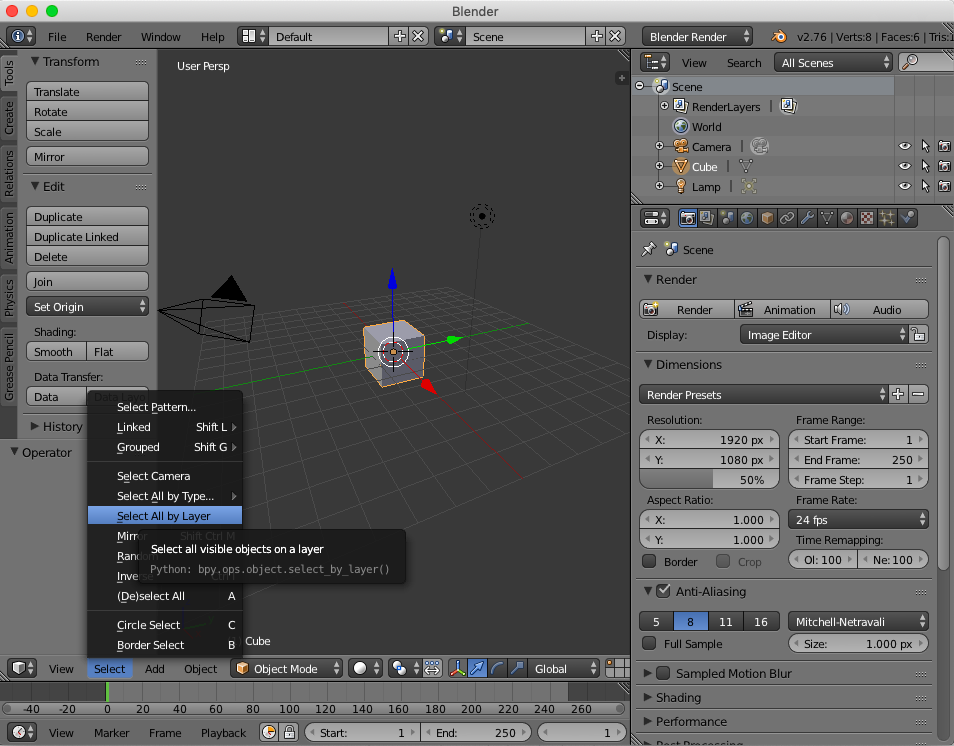 Blender
File Render Window Help Default Scene Blender Render v2.76 | Verts:8 | Faces:6 | Tris:1
Tools
Create
Relations
Animation
Physics
Grease Pencil
Transform
Translate
Rotate
Scale
Mirror
Edit
Duplicate
Duplicate Linked
Delete
Join
Set Origin
Shading:
Smooth Flat
Data Transfer:
Data Data Layo
History
Operator
User Persp
Select Pattern...
Linked Shift L
Grouped Shift G
Select Camera
Select All by Type...
Select All by Layer
Mirr Shift Ctrl M
Rando
Inverse Ctrl I
(De)select All A
Circle Select C
Border Select B
Select all visible objects on a layer
Python: bpy.ops.object.select_by_layer()
Cube
View Select Add Object Object Mode Global
-40 -20 0 20 40 60 80 100 120 140 160 180 200 220 240 260
View Marker Frame Playback Start: 1 End: 250 1
View Search All Scenes
Scene
RenderLayers |
World
Camera |
Cube |
Lamp |
Scene
Render
Render Animation Audio
Display: Image Editor
Dimensions
Render Presets
Resolution:
X: 1920 px
Y: 1080 px
50%
Aspect Ratio:
X: 1.000
Y: 1.000
Border Crop
Frame Range:
Start Frame: 1
End Frame: 250
Frame Step: 1
Frame Rate:
24 fps
Time Remapping:
Ol: 100 Ne: 100
Anti-Aliasing
5 8 11 16 Mitchell-Netravali
Full Sample Size: 1.000 px
Sampled Motion Blur
Shading
Performance
Post Processing